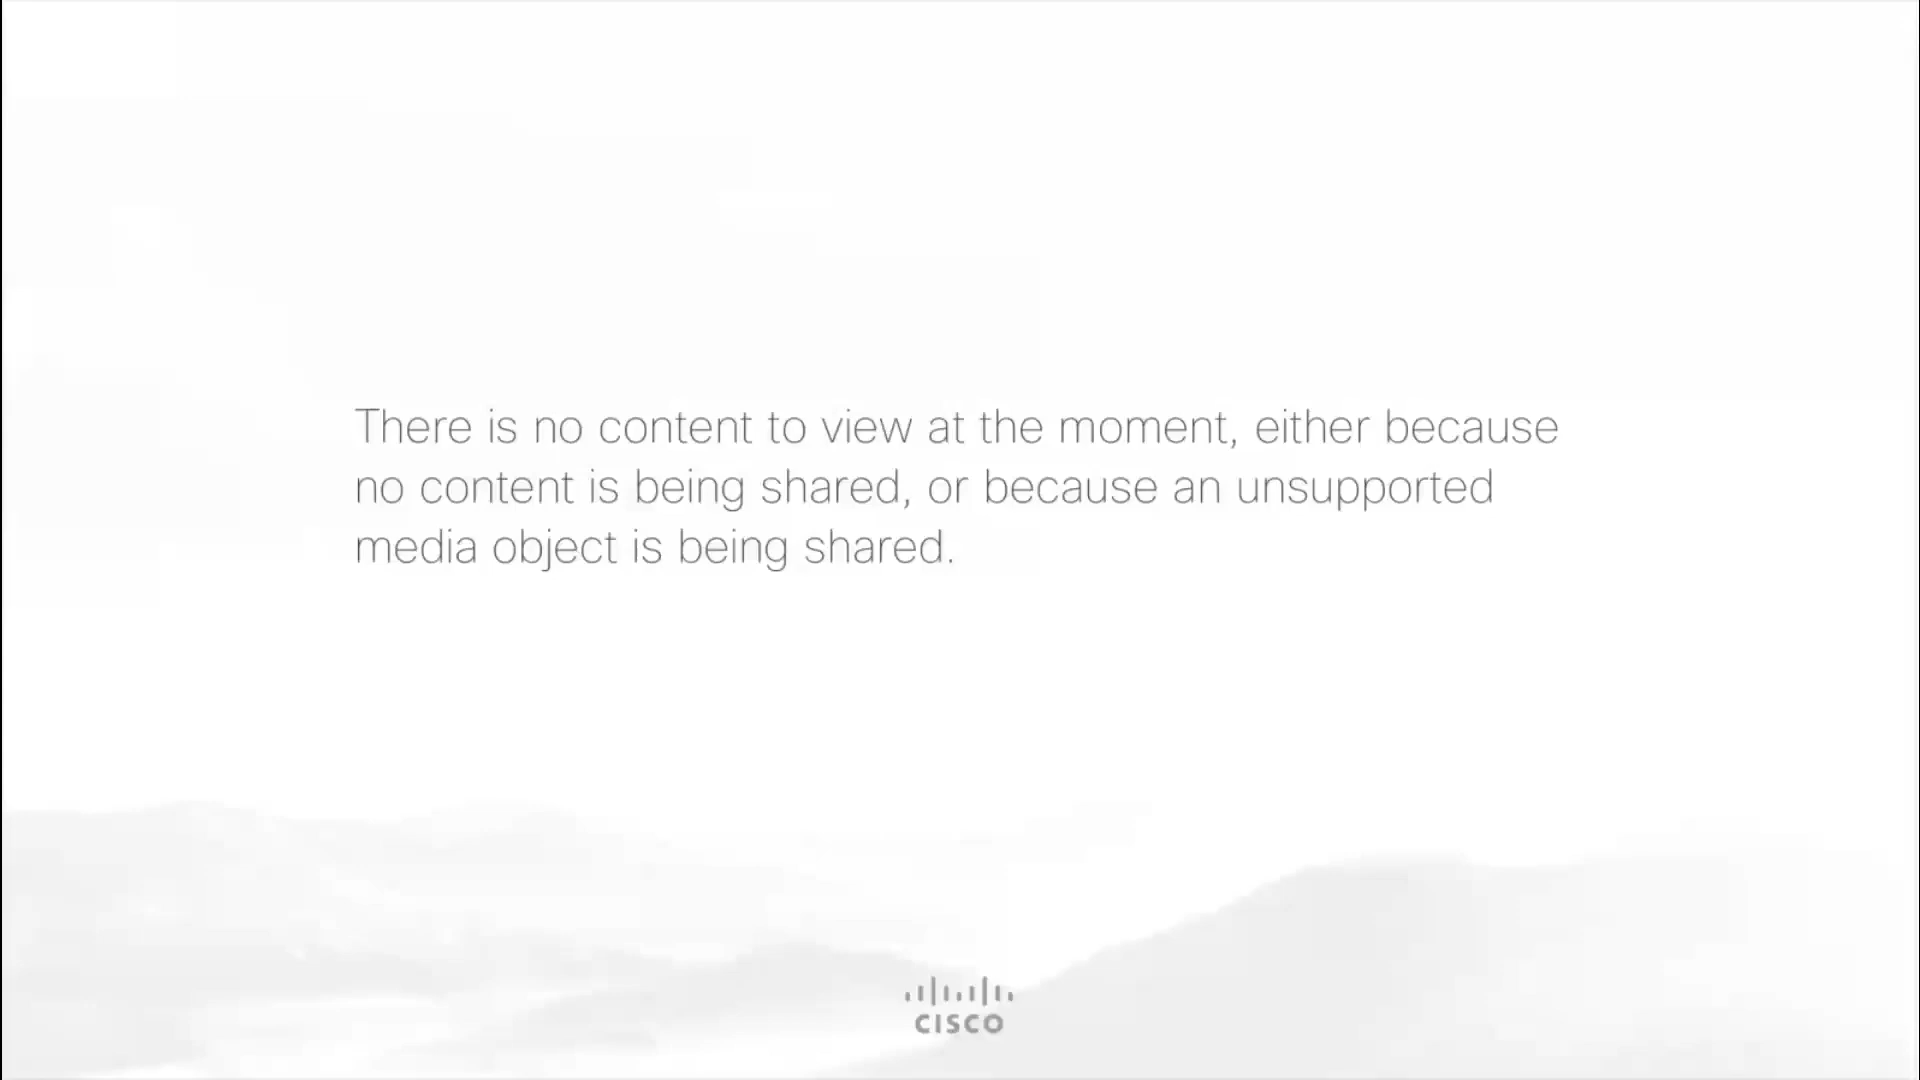 There is no content to view at the moment, either because
no content is being shared, or because an unsupported
media object is being shared.
CISCO